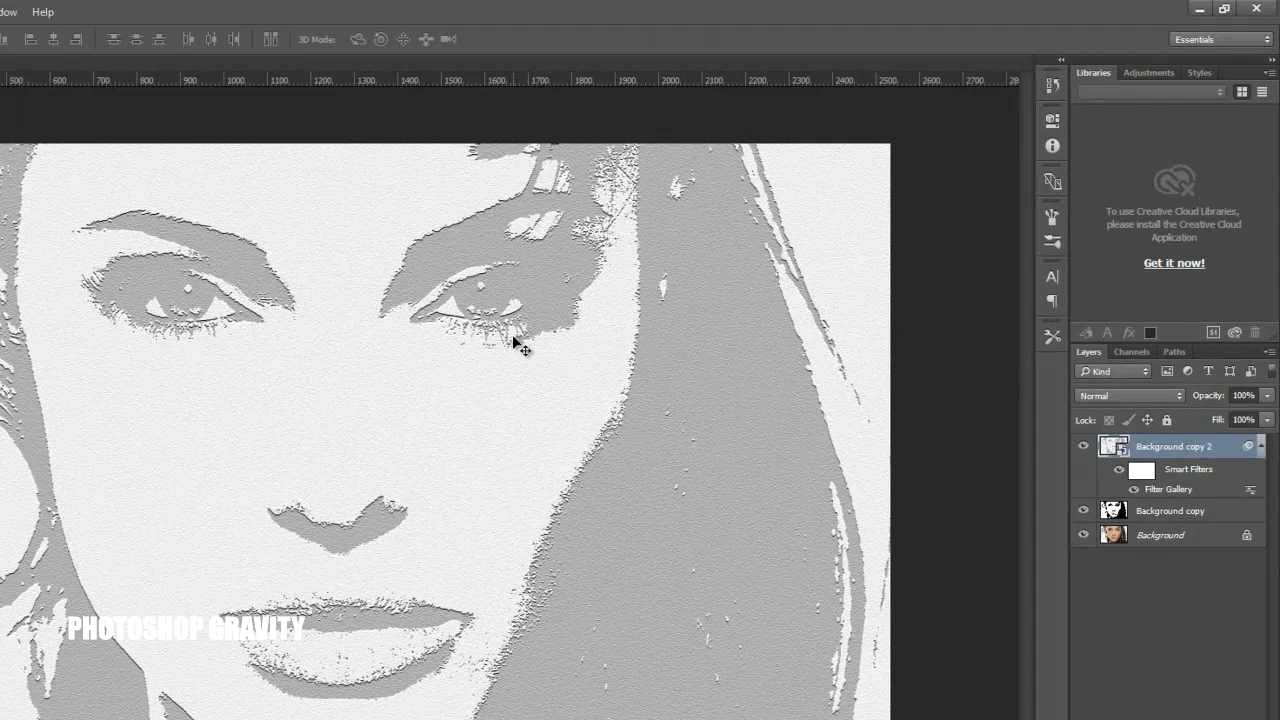 dow Help
3D Mode:
Essentials
500 600 700 800 900 1000 1100 1200 1300 1400 1500 1600 1700 1800 1900 2000 2100 2200 2300 2400 2500 2600 2700 28
Libraries Adjustments Styles
To use Creative Cloud Libraries,
please install the Creative Cloud
Application
Get it now!
A fx St
Layers Channels Paths
Kind
Normal Opacity: 100%
Lock: Fill: 100%
Background copy 2
Smart Filters
Filter Gallery
Background copy
Background
PHOTOSHOP GRAVITY